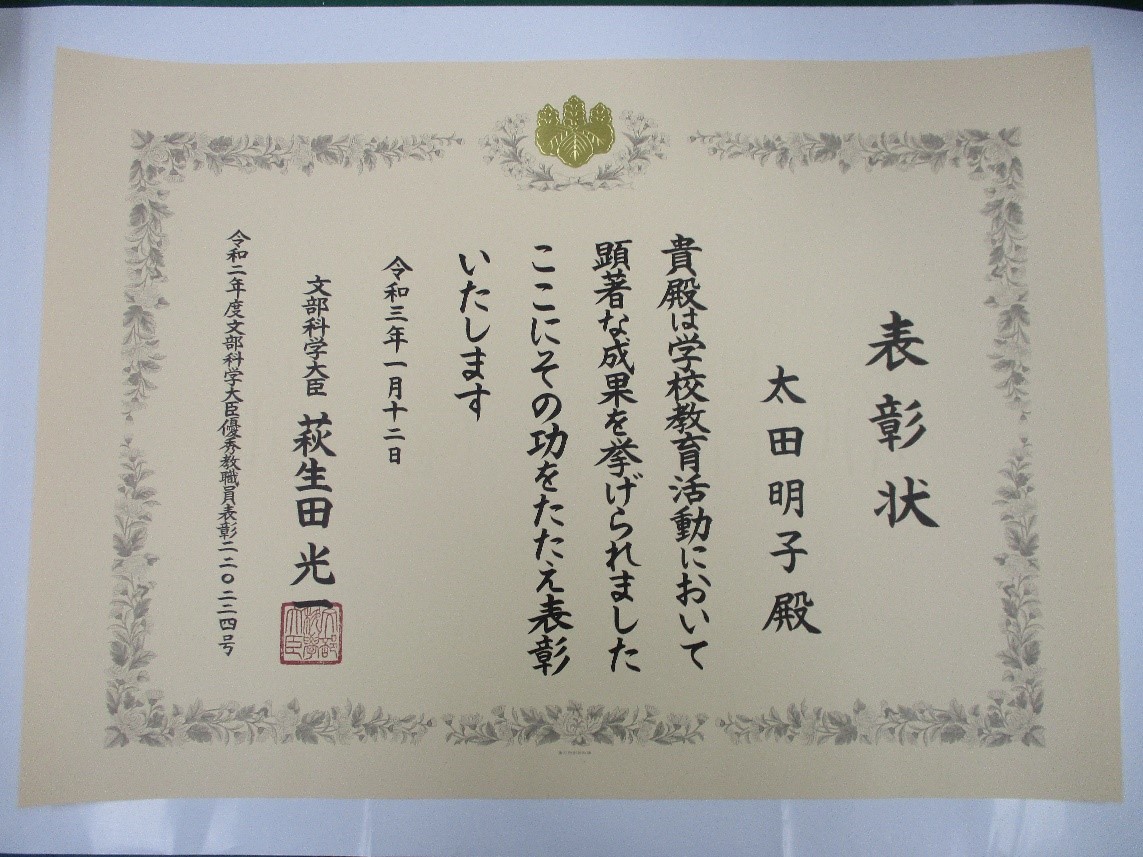 表彰状
太田明子殿
貴殿は学校教育活動において
顕著な成果を挙げられました
ここにその功をたたえ表彰
いたします
令和三年一月十二日
文部科学大臣 萩生田光一
令和二年度文部科学大臣優秀教職員表彰二二〇二二四号